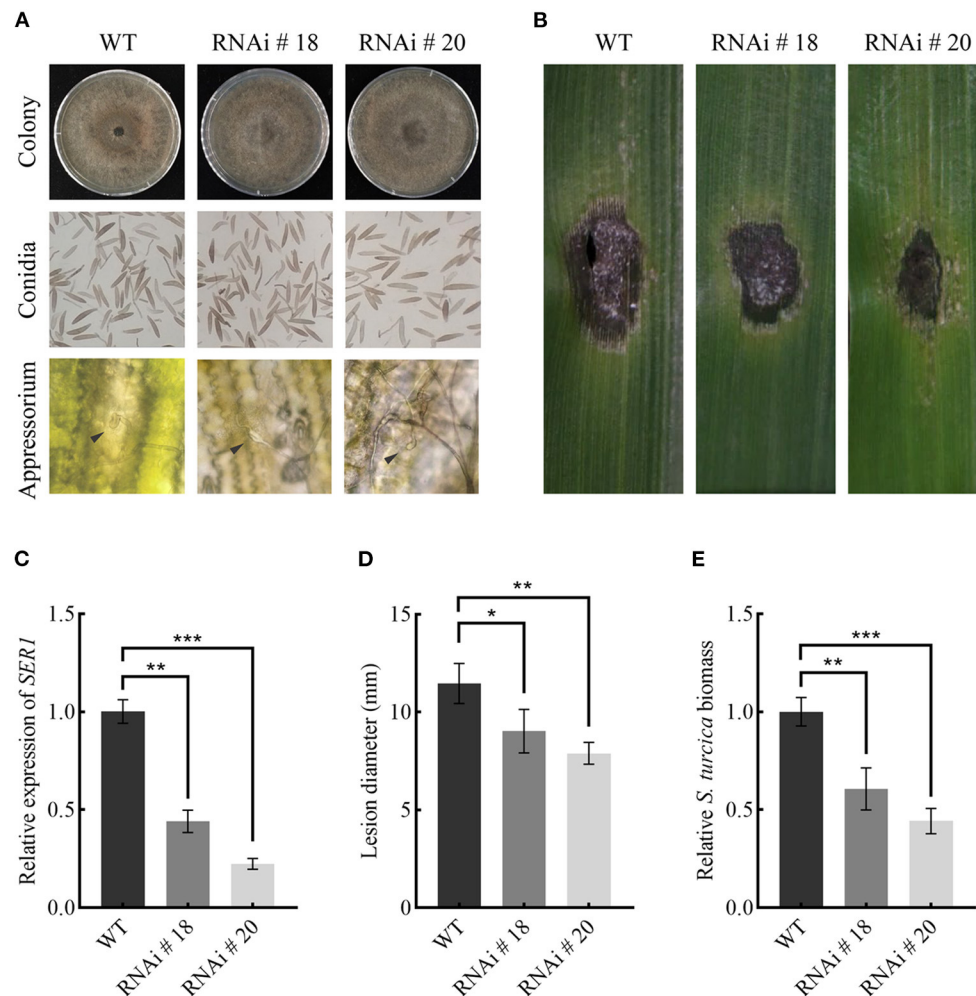 A
WT RNAi # 18 RNAi # 20
Colony
Conidia
Appressorium
B
WT RNAi # 18 RNAi # 20
C
Relative expression of SER1
1.5
1.0
0.5
0.0
**
***
WT
RNAi # 18
RNAi # 20
D
Lesion diameter (mm)
15
10
5
0
*
**
WT
RNAi # 18
RNAi # 20
E
Relative S. turcica biomass
1.5
1.0
0.5
0.0
**
***
WT
RNAi # 18
RNAi # 20